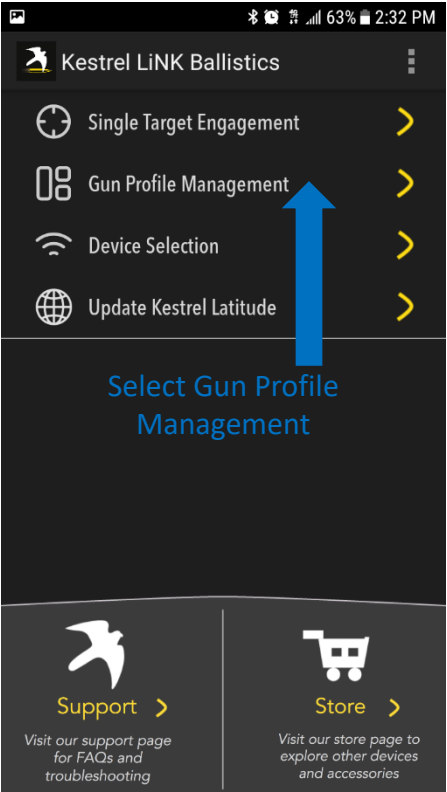 63% 2:32 PM
Kestrel LiNK Ballistics
Single Target Engagement
Gun Profile Management
Device Selection
Update Kestrel Latitude
Select Gun Profile
Management
Support
Visit our support page
for FAQs and
troubleshooting
Store
Visit our store page to
explore other devices
and accessories